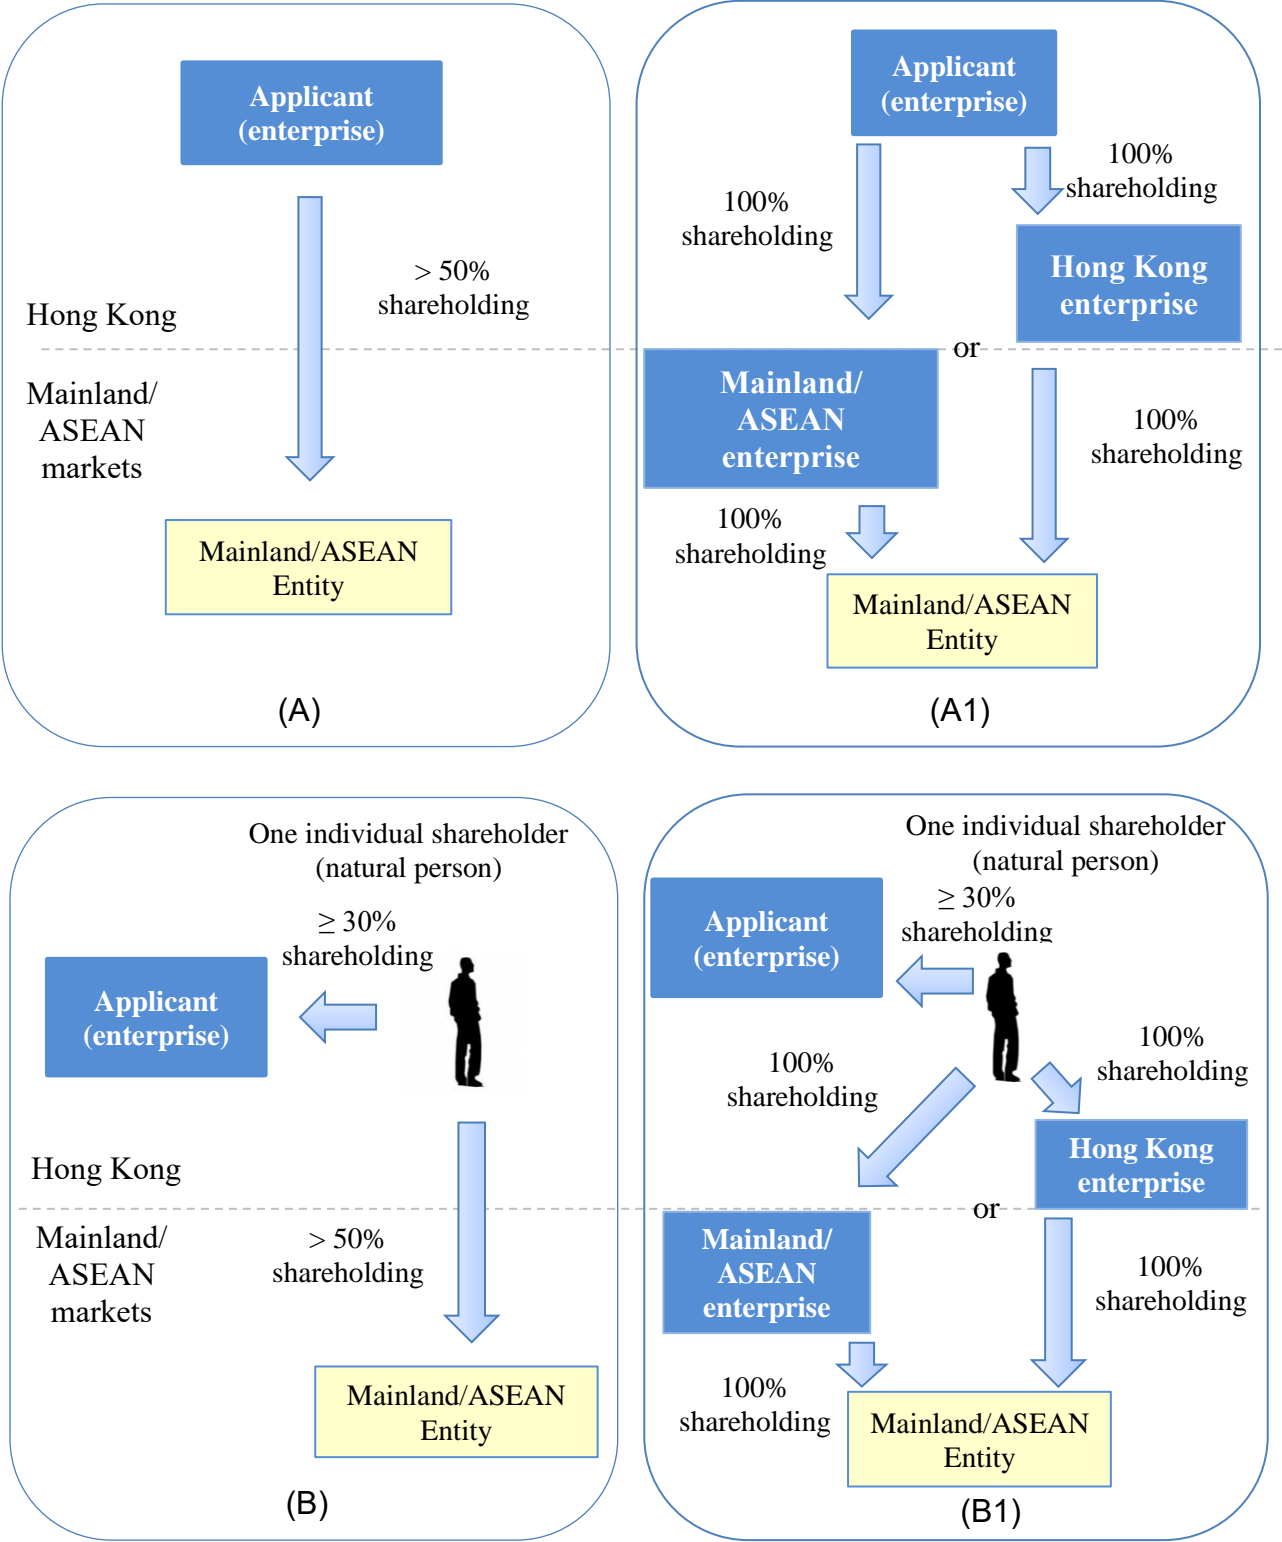 Applicant
(enterprise)
> 50%
shareholding
Hong Kong
Mainland/
ASEAN
markets
Mainland/ASEAN
Entity
(A)
Applicant
(enterprise)
100%
shareholding
100%
shareholding
Hong Kong
enterprise
or
Mainland/
ASEAN
enterprise
100%
shareholding
100%
shareholding
Mainland/ASEAN
Entity
(A1)
One individual shareholder
(natural person)
≥ 30%
shareholding
Applicant
(enterprise)
Hong Kong
Mainland/
ASEAN
markets
> 50%
shareholding
Mainland/ASEAN
Entity
(B)
One individual shareholder
(natural person)
≥ 30%
shareholding
Applicant
(enterprise)
100%
shareholding
100%
shareholding
Hong Kong
enterprise
or
Mainland/
ASEAN
enterprise
100%
shareholding
100%
shareholding
Mainland/ASEAN
Entity
(B1)